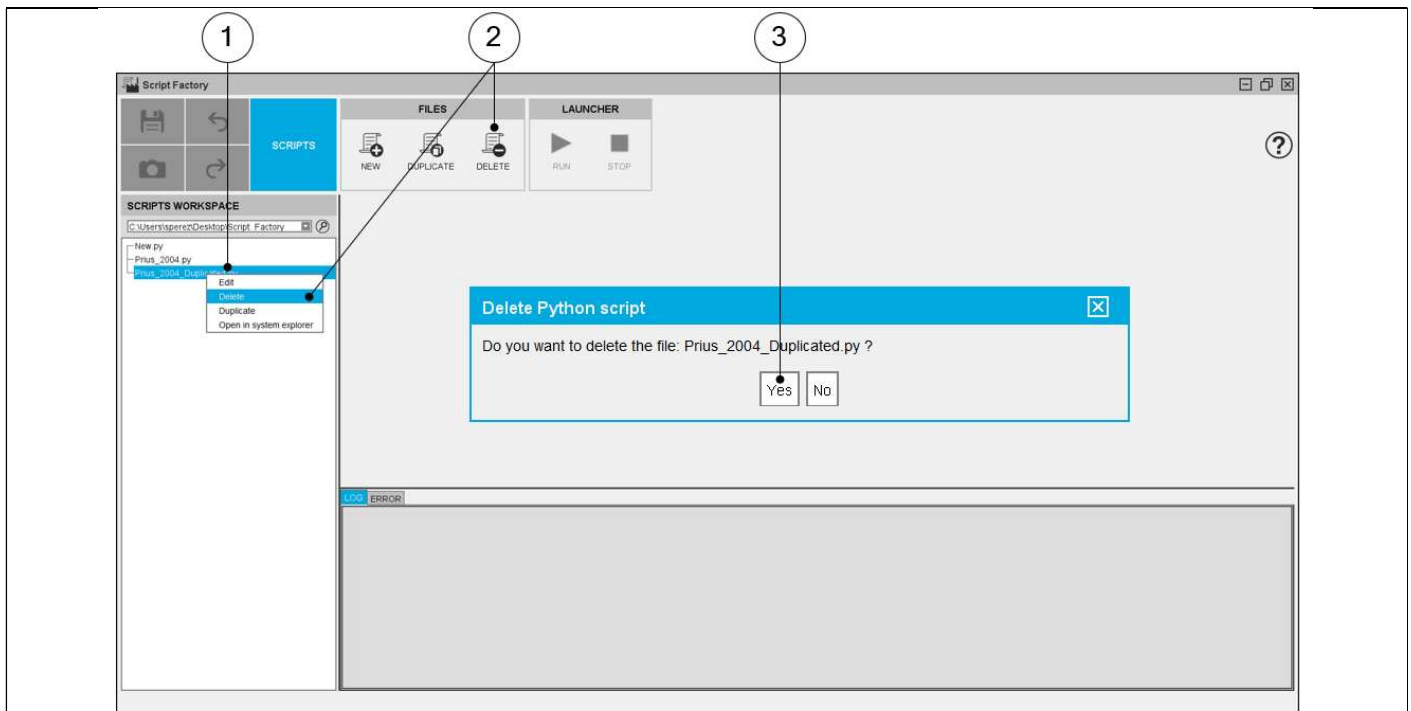 1 2 3
Script Factory
FILES LAUNCHER
SCRIPTS
NEW DUPLICATE DELETE RUN STOP
?
SCRIPTS WORKSPACE
C:\Users\sperez\Desktop\Script_Factory
New.py
Prius_2004.py
Prius_2004_Duplicated.py
Edit
Delete
Duplicate
Open in system explorer
Delete Python script
Do you want to delete the file: Prius_2004_Duplicated.py ?
Yes No
LOG ERROR